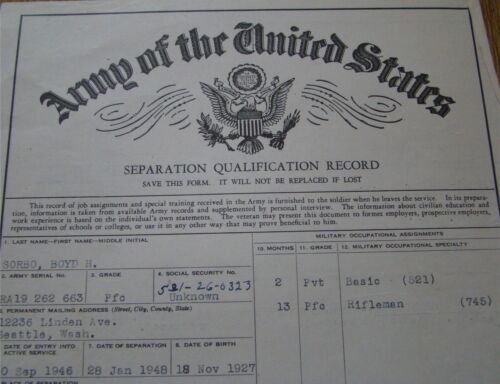 Army of the United States
SEPARATION QUALIFICATION RECORD
SAVE THIS FORM. IT WILL NOT BE REPLACED IF LOST
This record of job assignments and special training received in the Army is furnished to the soldier when he leaves the service. In its prepara-
tion, information is taken from available Army records and supplemented by personal interview. The information about civilian education and
work experience is based on the individual's own statements. The veteran may present this document to former employers, prospective employers,
representatives of schools or colleges, or use it in any other way that may prove beneficial to him.
1. LAST NAME—FIRST NAME—MIDDLE INITIAL
SORBO, BOYD H.
2. ARMY SERIAL No. 3. GRADE 4. SOCIAL SECURITY No.
RA19 262 663 Pfc Unknown
PERMANENT MAILING ADDRESS (Street, City, County, State)
12236 Linden Ave.
Seattle, Wash.
DATE OF ENTRY INTO ACTIVE SERVICE 7. DATE OF SEPARATION 8. DATE OF BIRTH
0 Sep 1946 28 Jan 1948 18 Nov 1927
PLACE OF SEPARATION
MILITARY OCCUPATIONAL ASSIGNMENTS
10. MONTHS 11. GRADE 12. MILITARY OCCUPATIONAL SPECIALTY
2 Pvt Basic (521)
13 Pfc Rifleman (745)